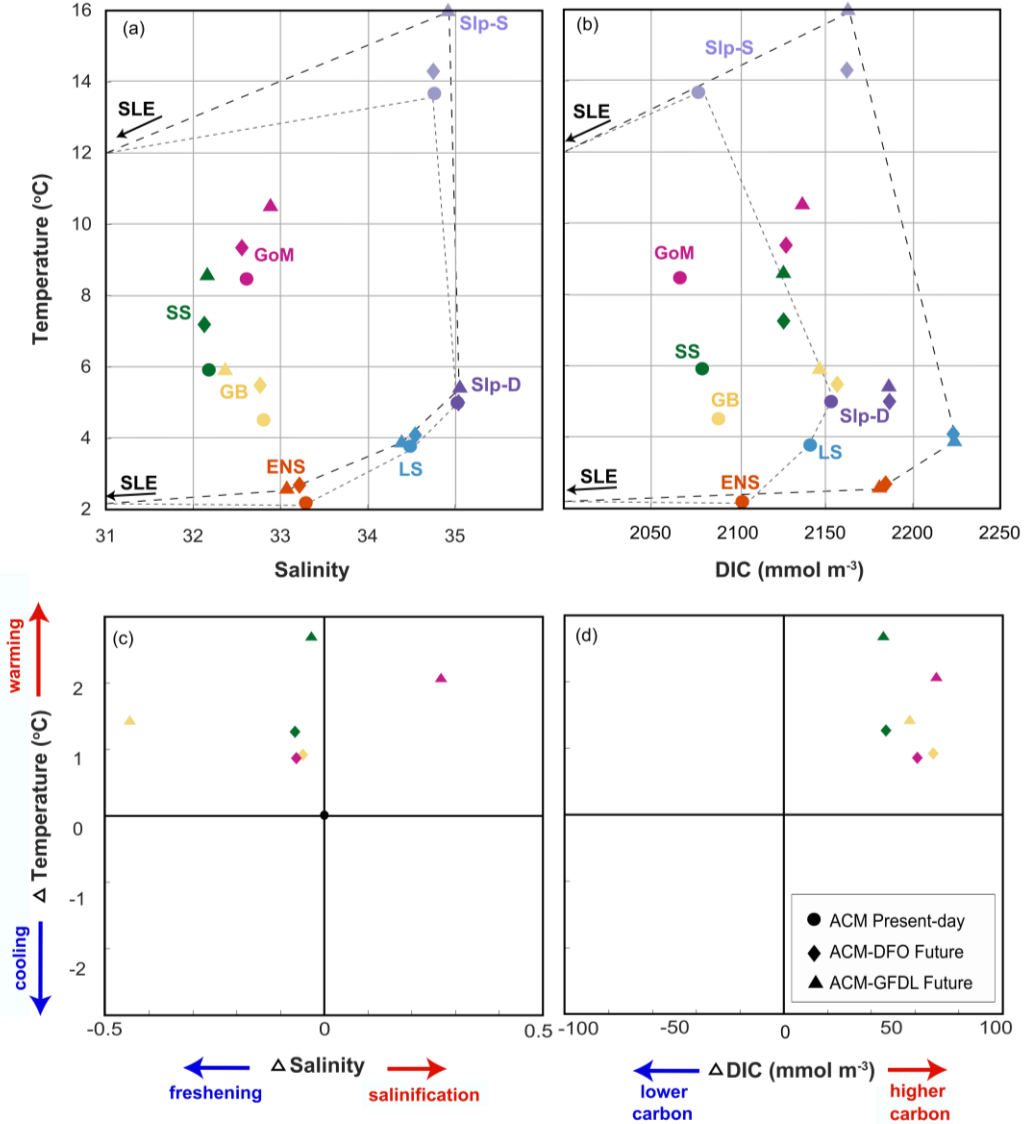 (a)
Slp-S
SLE
GoM
SS
GB
Slp-D
LS
ENS
SLE
16
14
12
10
8
6
4
2
Temperature (°C)
31
32
33
34
35
Salinity
(b)
Slp-S
SLE
GoM
SS
GB
Slp-D
LS
ENS
SLE
2050
2100
2150
2200
2250
DIC (mmol m⁻³)
(c)
warming
Δ Temperature (°C)
cooling
2
1
0
-1
-2
-0.5
0
0.5
Δ Salinity
freshening
salinification
(d)
ACM Present-day
ACM-DFO Future
ACM-GFDL Future
-100
-50
0
50
100
Δ DIC (mmol m⁻³)
lower
carbon
higher
carbon